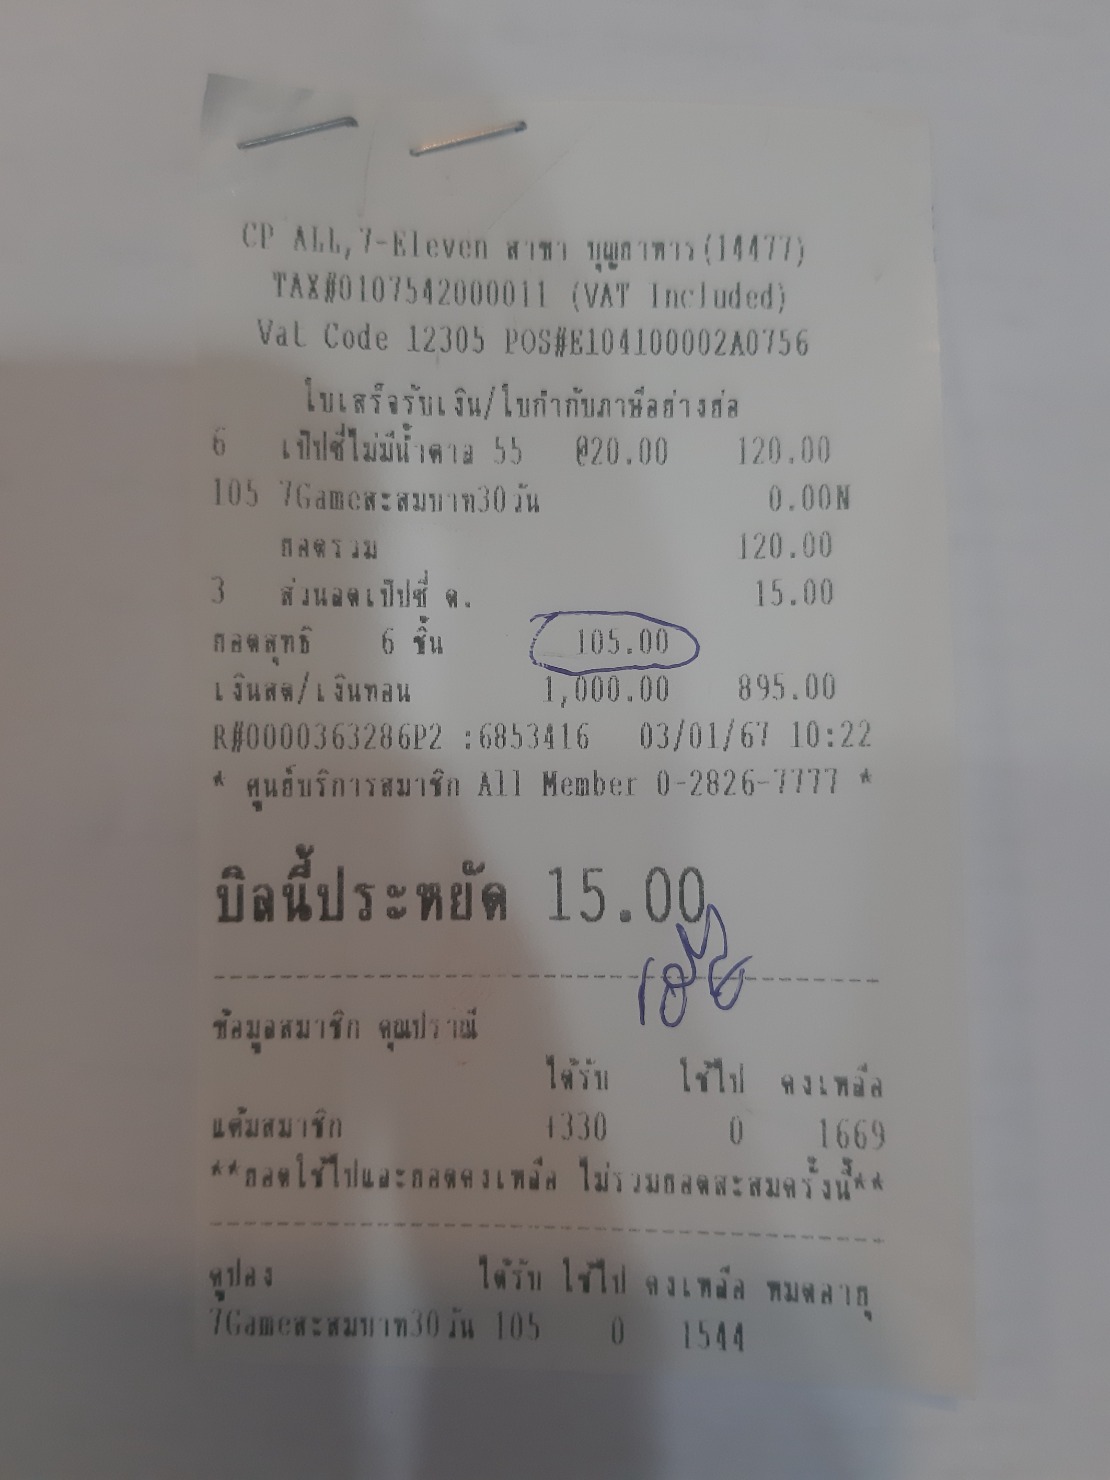 CP ALL,7-Eleven สาขา บุญถาหาร(14477)
TAX#0107542000011 (VAT Included)
Vat Code 12305 POS#E104100002A0756
ใบเสร็จรับเงิน/ใบกำกับภาษีอย่างย่อ
6 เป๊ปซี่ไม่มีน้ำตาล 55 @20.00 120.00
105 7Gameสะสมบาท30วัน 0.00N
ยอดรวม 120.00
3 ส่วนลดเป๊ปซี่ ต. 15.00
ยอดสุทธิ 6 ชิ้น 105.00
เงินสด/เงินทอน 1,000.00 895.00
R#0000363286P2 :6853416 03/01/67 10:22
* ศูนย์บริการสมาชิก All Member 0-2826-7777 *
บิลนี้ประหยัด 15.00
ข้อมูลสมาชิก คุณปราณี
ได้รับ ใช้ไป คงเหลือ
แต้มสมาชิก +330 0 1669
**ยอดใช้ไปและยอดคงเหลือ ไม่รวมยอดสะสมครั้งนี้**
คูปอง ได้รับ ใช้ไป คงเหลือ หมดอายุ
7Gameสะสมบาท30วัน 105 0 1544